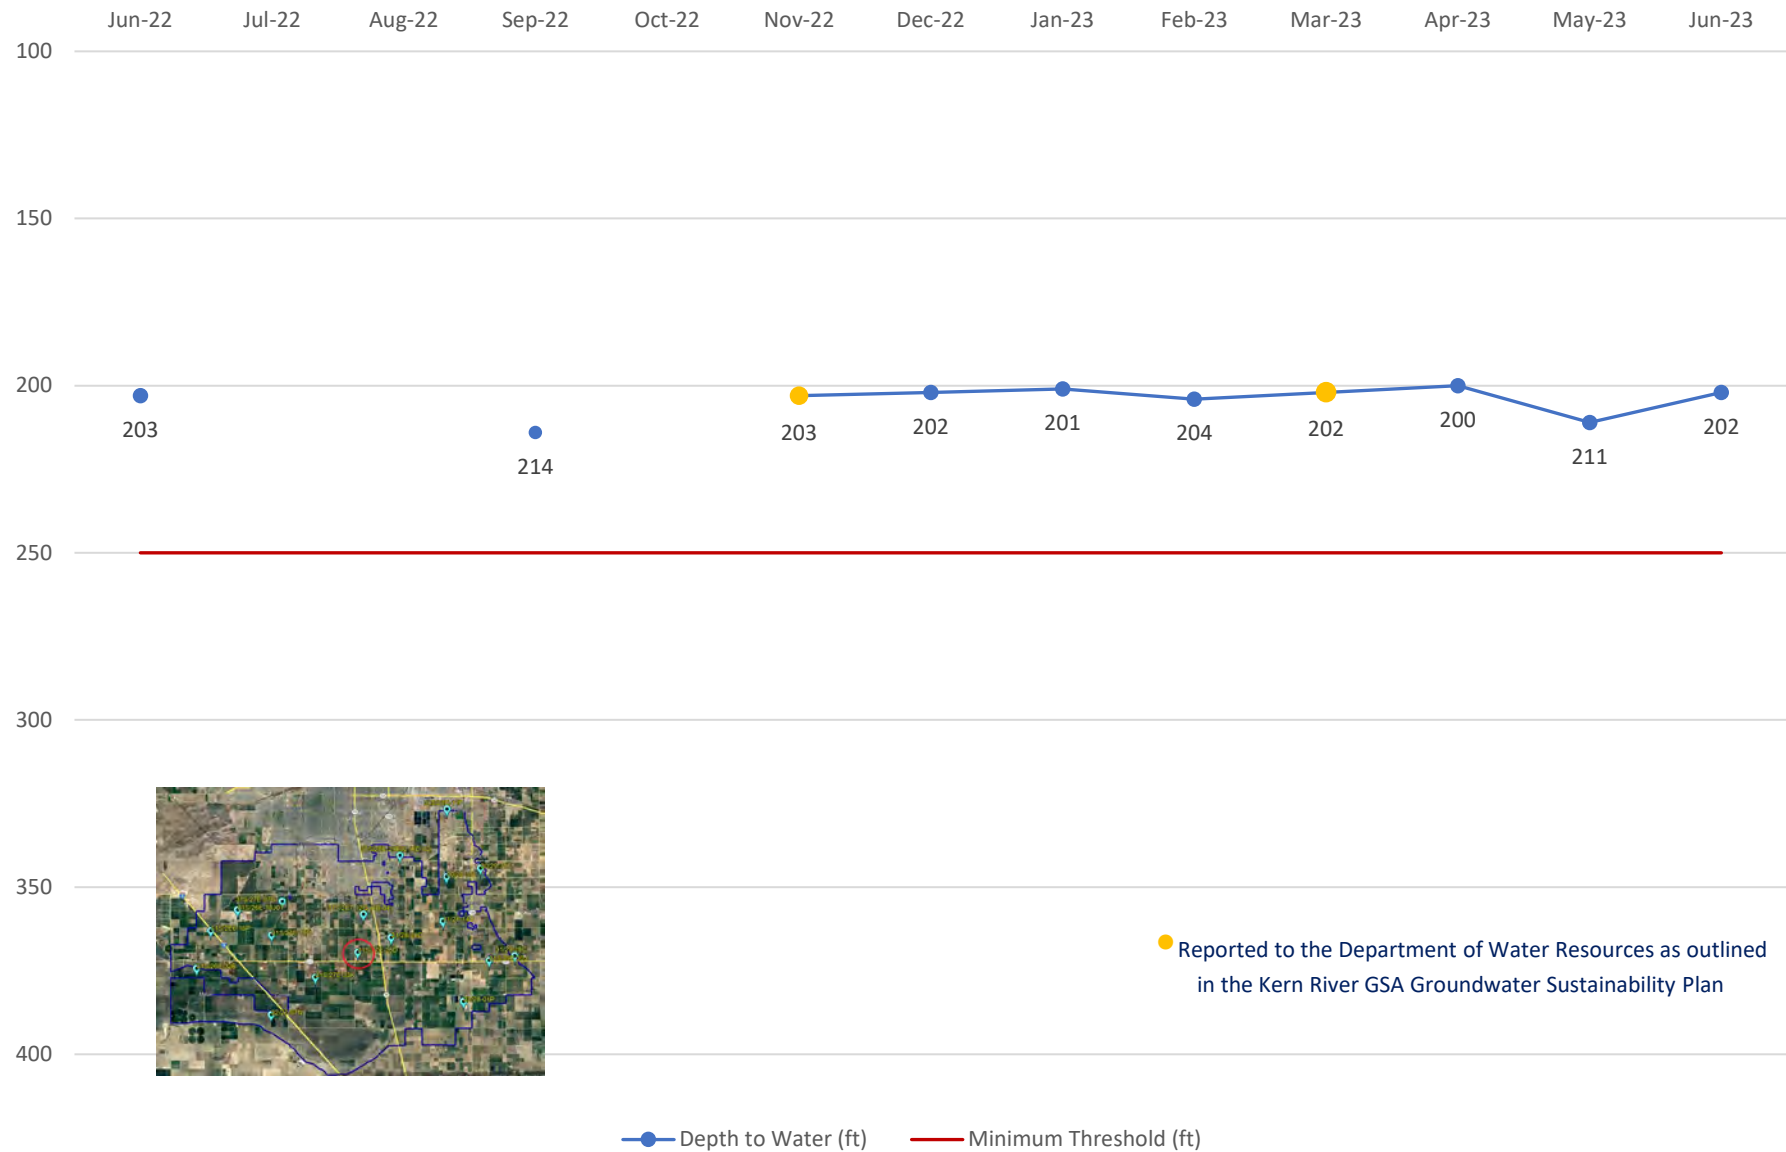 Jun-22 Jul-22 Aug-22 Sep-22 Oct-22 Nov-22 Dec-22 Jan-23 Feb-23 Mar-23 Apr-23 May-23 Jun-23
100
150
200
203 214 203 202 201 204 202 200 211 202
250
300
350
400
Reported to the Department of Water Resources as outlined
in the Kern River GSA Groundwater Sustainability Plan
Depth to Water (ft) Minimum Threshold (ft)